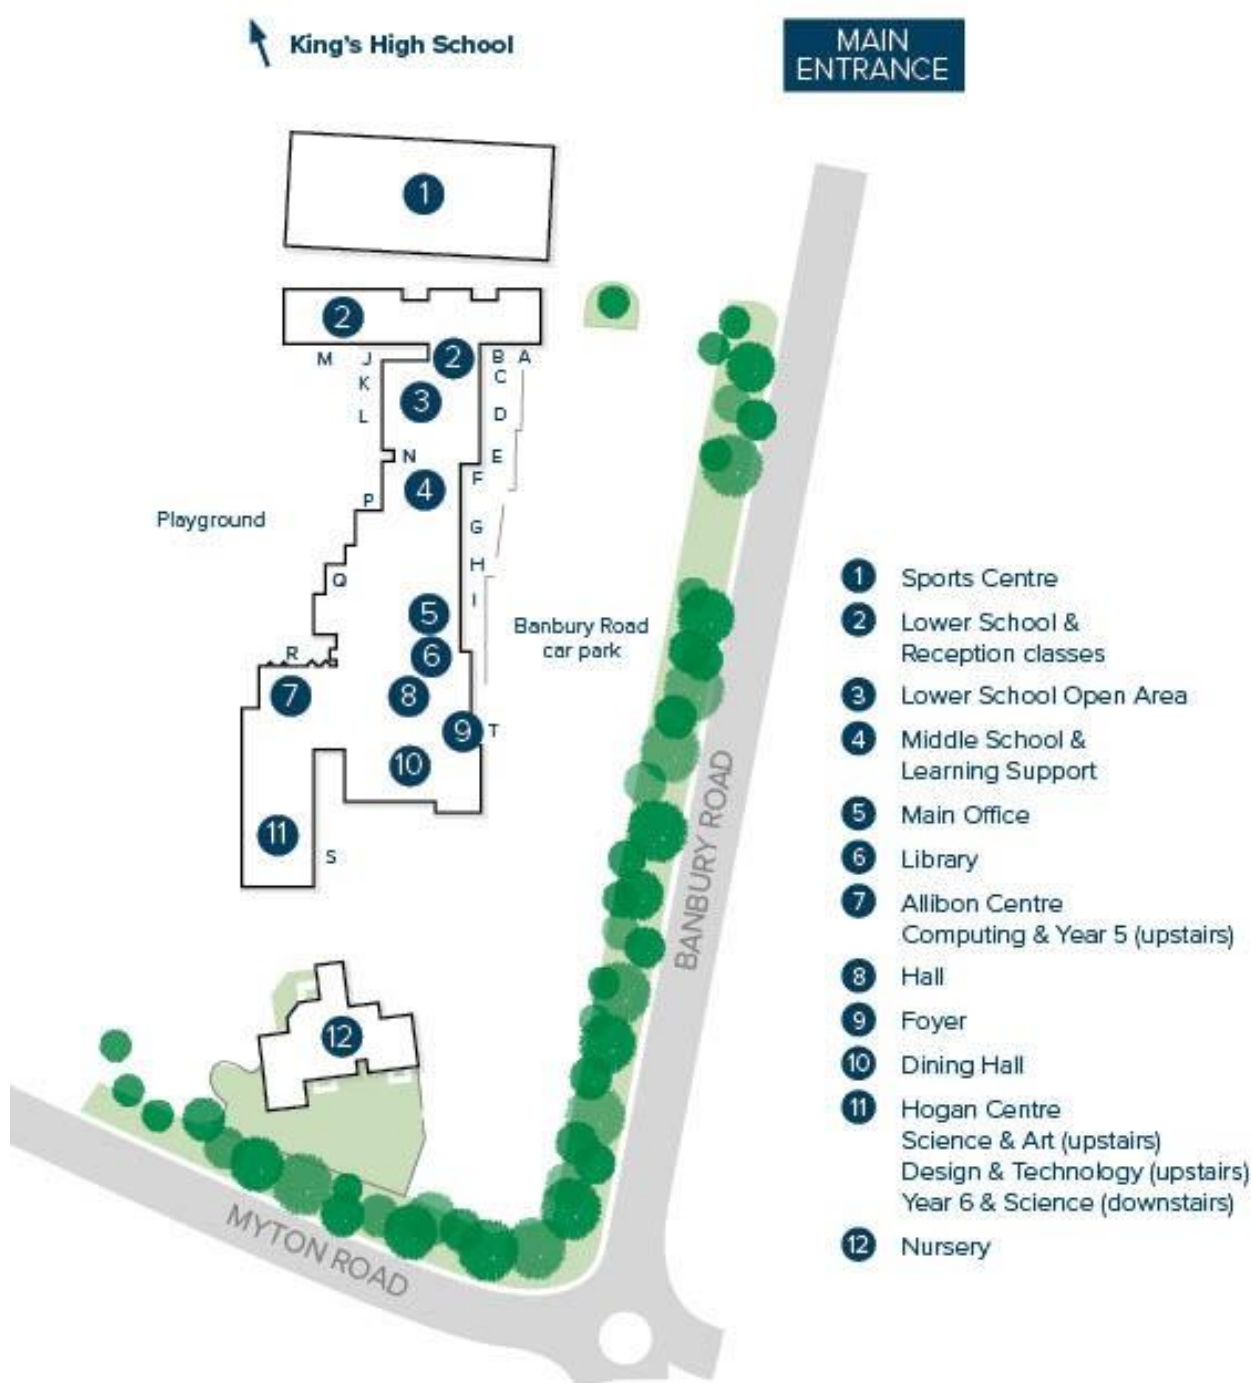 King's High School
MAIN
ENTRANCE
1
2
M
J
2
B
A
K
C
3
L
D
N
E
F
4
P
Playground
G
Q
H
I
5
Banbury Road
car park
6
R
7
8
9
T
10
11
S
12
BANBURY ROAD
MYTON ROAD
1 Sports Centre
2 Lower School &
Reception classes
3 Lower School Open Area
4 Middle School &
Learning Support
5 Main Office
6 Library
7 Allibon Centre
Computing & Year 5 (upstairs)
8 Hall
9 Foyer
10 Dining Hall
11 Hogan Centre
Science & Art (upstairs)
Design & Technology (upstairs)
Year 6 & Science (downstairs)
12 Nursery